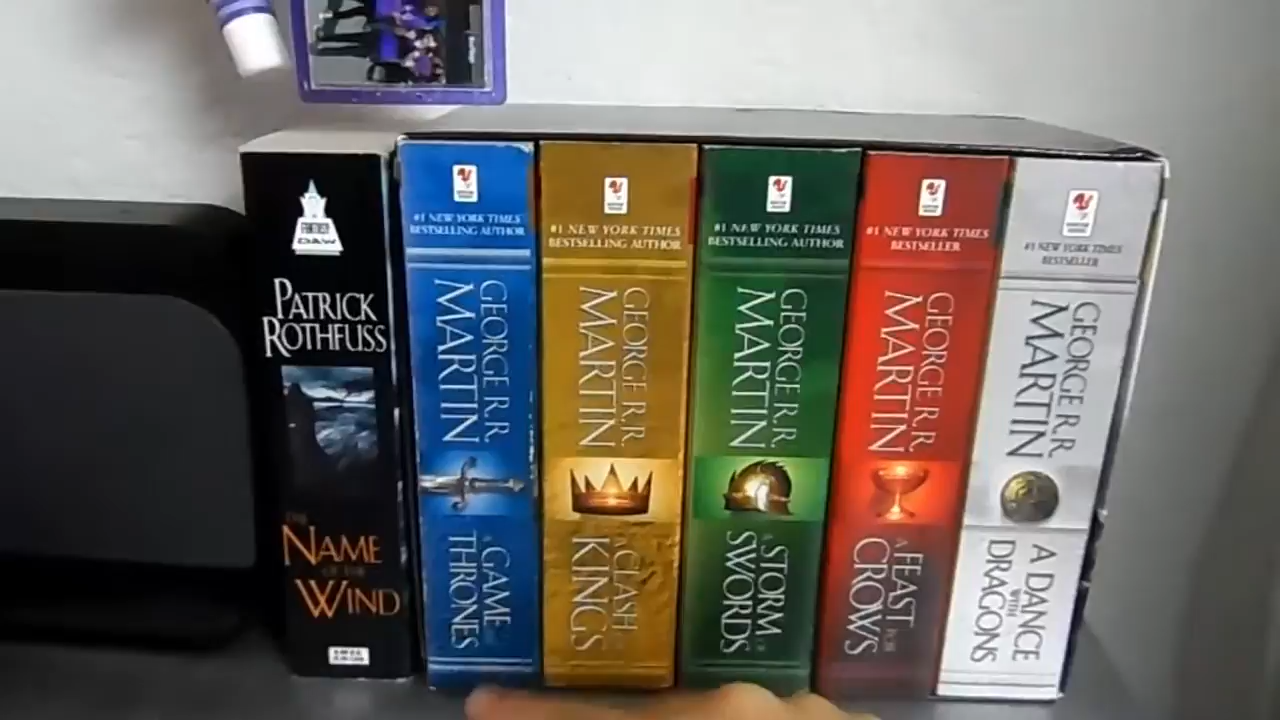 FANTASY
DAW
PATRICK
ROTHFUSS
THE
NAME
OF THE
WIND
#1 NEW YORK TIMES
BESTSELLING AUTHOR
GEORGE R.R.
MARTIN
A GAME OF
THRONES
#1 NEW YORK TIMES
BESTSELLING AUTHOR
GEORGE R.R.
MARTIN
A CLASH OF
KINGS
#1 NEW YORK TIMES
BESTSELLING AUTHOR
GEORGE R.R.
MARTIN
A STORM OF
SWORDS
#1 NEW YORK TIMES
BESTSELLER
GEORGE R.R.
MARTIN
A FEAST FOR
CROWS
#1 NEW YORK TIMES
BESTSELLER
GEORGE R.R.
MARTIN
A DANCE
WITH
DRAGONS